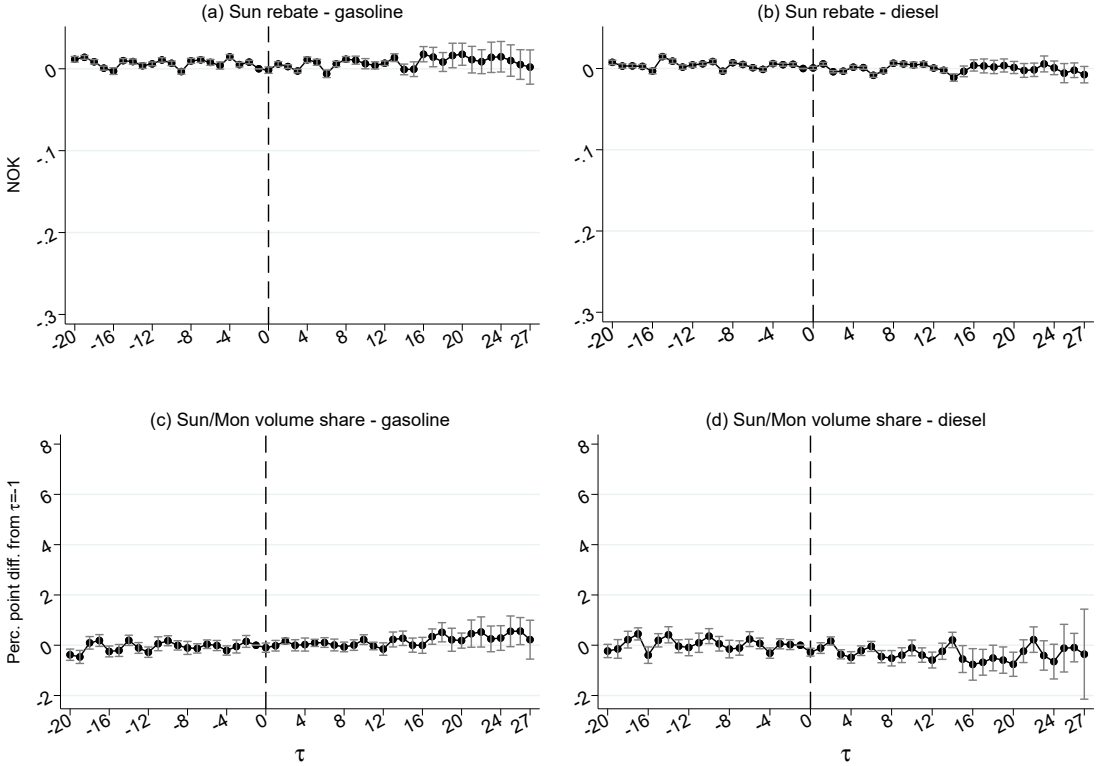 (a) Sun rebate - gasoline
NOK
0
-.1
-.2
-.3
-20 -16 -12 -8 -4 0 4 8 12 16 20 24 27
(b) Sun rebate - diesel
0
-.1
-.2
-.3
-20 -16 -12 -8 -4 0 4 8 12 16 20 24 27
(c) Sun/Mon volume share - gasoline
Perc. point diff. from τ=-1
8
6
4
2
0
-2
-20 -16 -12 -8 -4 0 4 8 12 16 20 24 27
τ
(d) Sun/Mon volume share - diesel
8
6
4
2
0
-2
-20 -16 -12 -8 -4 0 4 8 12 16 20 24 27
τ